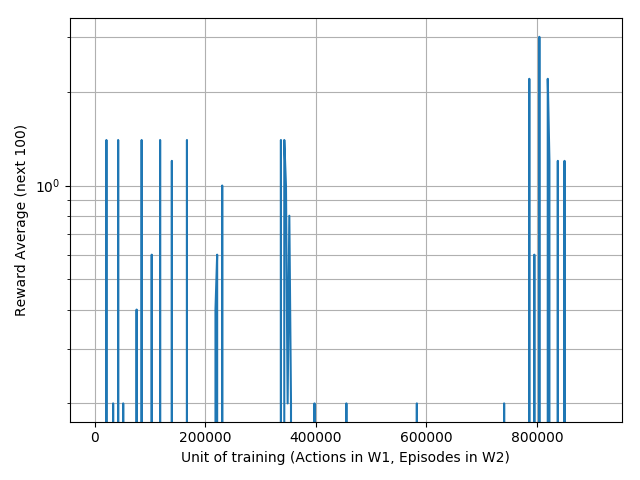 Reward Average (next 100)
10⁰
0 200000 400000 600000 800000
Unit of training (Actions in W1, Episodes in W2)